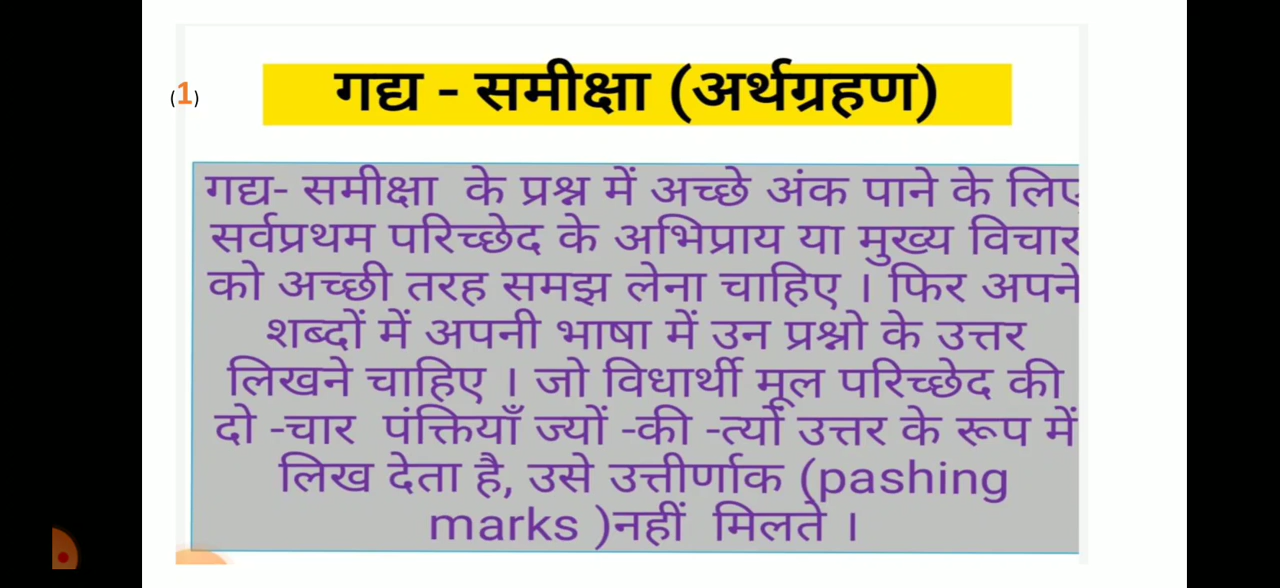 (1)
गद्य - समीक्षा (अर्थग्रहण)
गद्य- समीक्षा के प्रश्न में अच्छे अंक पाने के लिए
सर्वप्रथम परिच्छेद के अभिप्राय या मुख्य विचार
को अच्छी तरह समझ लेना चाहिए । फिर अपने
शब्दों में अपनी भाषा में उन प्रश्नो के उत्तर
लिखने चाहिए । जो विधार्थी मूल परिच्छेद की
दो -चार पंक्तियाँ ज्यों -की -त्यों उत्तर के रूप में
लिख देता है, उसे उत्तीर्णाक (pashing
marks )नहीं मिलते ।